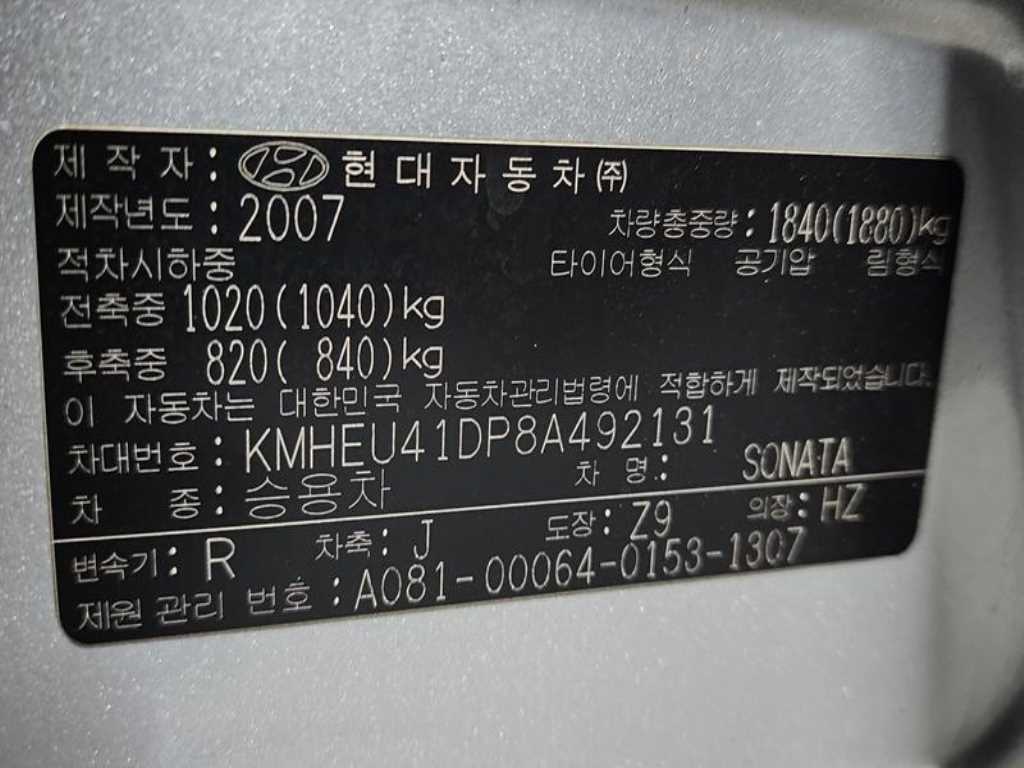 제작자 : HYUNDAI 현대자동차㈜
제작년도 : 2007 차량총중량 : 1840(1880)kg
적차시하중 타이어형식 공기압 림형식
전축중 1020(1040)kg
후축중 820( 840)kg
이 자동차는 대한민국 자동차관리법령에 적합하게 제작되었습니다.
차대번호 : KMHEU41DP8A492131
차 종 : 승용차 차 명 : SONATA
변속기 : R 차축 : J 도장 : Z9 의장 : HZ
제원 관리 번호 : A081-00064-0153-1307